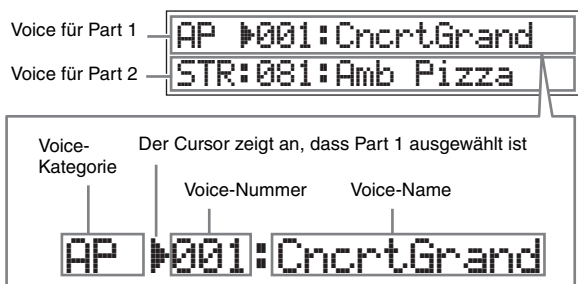 Voice für Part 1
AP ▶001:CncrtGrand
Voice für Part 2
STR:081:Amb Pizza
Voice-
Kategorie
Der Cursor zeigt an, dass Part 1 ausgewählt ist
Voice-Nummer
Voice-Name
AP ▶001:CncrtGrand